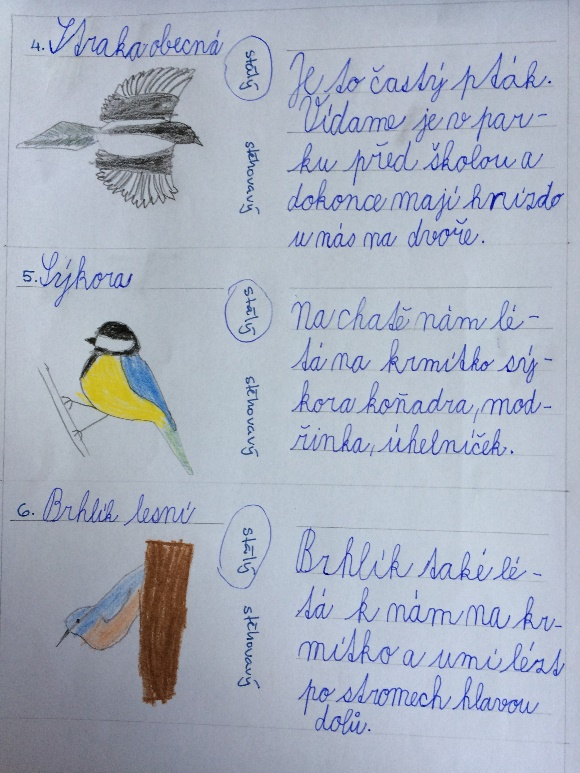 4. Straka obecná
stálý
stěhovavý
Je to častý pták.
Vídame je v par-
ku před školou a
dokonce mají hnízdo
u nás na dvoře.
5. Sýkora
stálý
stěhovavý
Na chatě nám lé-
tá na krmítko sý-
kora koňadra, mod-
řinka, úhelníček.
6. Brhlík lesní
stálý
stěhovavý
Brhlík také lé-
tá k nám na kr-
mítko a umí lézt
po stromech hlavou
dolů.